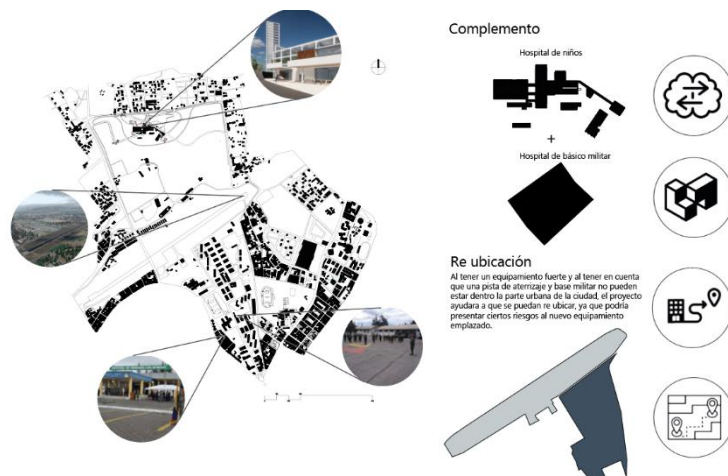 Complemento
Hospital de niños
+
Hospital de básico militar
Re ubicación
Al tener un equipamiento fuerte y al tener en cuenta
que una pista de aterrizaje y base militar no pueden
estar dentro la parte urbana de la ciudad, el proyecto
ayudara a que se puedan re ubicar, ya que podría
presentar ciertos riesgos al nuevo equipamiento
emplazado.